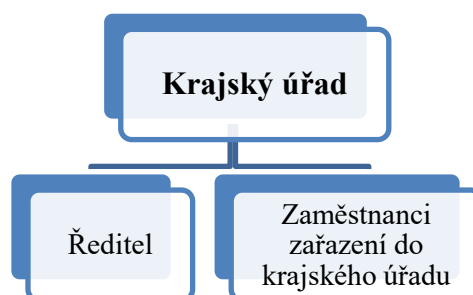 Krajský úřad
Ředitel
Zaměstnanci
zařazení do
krajského úřadu